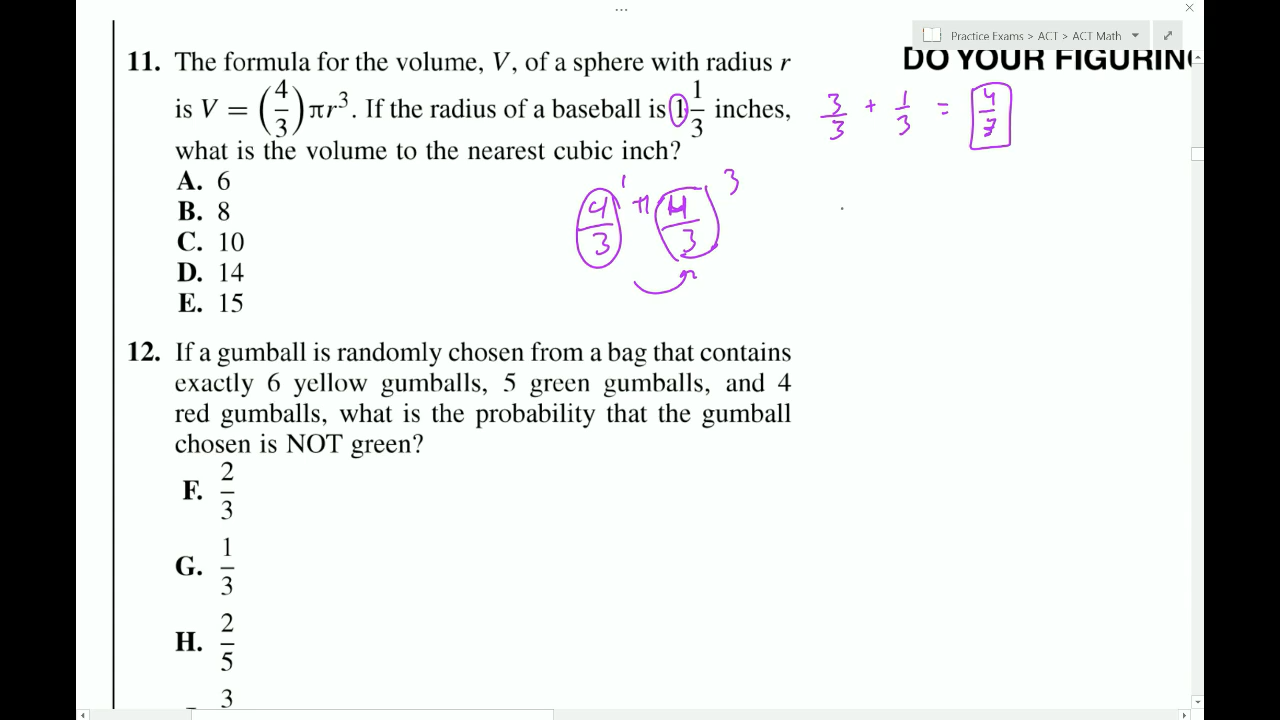 Practice Exams > ACT > ACT Math
DO YOUR FIGURIN
11. The formula for the volume, V, of a sphere with radius r
is V = (4/3)πr³. If the radius of a baseball is 1 1/3 inches,
3/3 + 1/3 = 4/3
what is the volume to the nearest cubic inch?
A. 6
B. 8
C. 10
D. 14
E. 15
(4/3)¹ π (4/3)³
12. If a gumball is randomly chosen from a bag that contains
exactly 6 yellow gumballs, 5 green gumballs, and 4
red gumballs, what is the probability that the gumball
chosen is NOT green?
F. 2/3
G. 1/3
H. 2/5
3